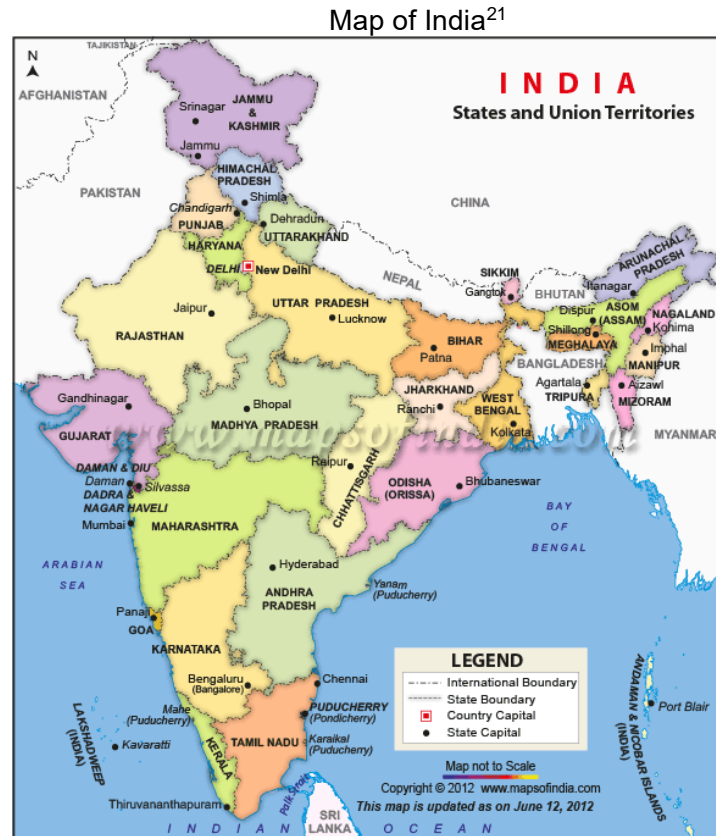 Map of India21
N
INDIA
States and Union Territories
TAJIKISTAN
AFGHANISTAN
JAMMU
&
KASHMIR
Srinagar
Jammu
HIMACHAL
PRADESH
PAKISTAN
Shimla
CHINA
Chandigarh
PUNJAB
Dehradun
UTTARAKHAND
HARYANA
DELHI
New Delhi
NEPAL
SIKKIM
Gangtok
BHUTAN
ARUNACHAL
PRADESH
Itanagar
Jaipur
RAJASTHAN
UTTAR PRADESH
Lucknow
BIHAR
Patna
Dispur
ASOM
(ASSAM)
NAGALAND
Kohima
Shillong
MEGHALAYA
Imphal
MANIPUR
BANGLADESH
Agartala
TRIPURA
Aizawl
MIZORAM
MYANMAR
Gandhinagar
GUJARAT
Bhopal
MADHYA PRADESH
JHARKHAND
Ranchi
WEST
BENGAL
Kolkata
www.mapsofindia.com
Raipur
CHHATTISGARH
ODISHA
(ORISSA)
Bhubaneswar
DAMAN & DIU
Daman
Silvassa
DADRA &
NAGAR HAVELI
Mumbai
MAHARASHTRA
BAY
OF
BENGAL
ARABIAN
SEA
Hyderabad
ANDHRA
PRADESH
Yanam
(Puducherry)
Panaji
GOA
KARNATAKA
Bengaluru
(Bangalore)
Chennai
Mahe
(Puducherry)
PUDUCHERRY
(Pondicherry)
TAMIL NADU
Karaikal
(Puducherry)
KERALA
LAKSHADWEEP
(INDIA)
Kavaratti
Thiruvananthapuram
Palk Strait
SRI
LANKA
INDIAN OCEAN
ANDAMAN & NICOBAR ISLANDS
(INDIA)
Port Blair
LEGEND
International Boundary
State Boundary
Country Capital
State Capital
Map not to Scale
Copyright © 2012 www.mapsofindia.com
This map is updated as on June 12, 2012